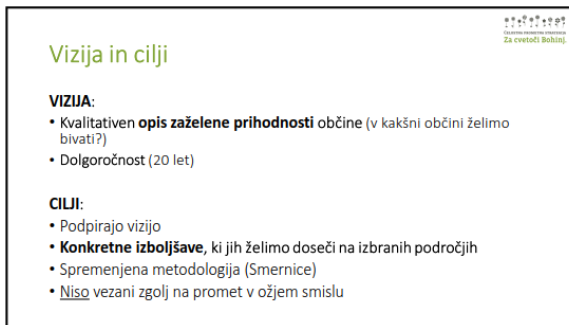 CELOSTNA PROMETNA STRATEGIJA
Za cvetoči Bohinj.
Vizija in cilji
VIZIJA:
• Kvalitativen opis zaželene prihodnosti občine (v kakšni občini želimo
bivati?)
• Dolgoročnost (20 let)
CILJI:
• Podpirajo vizijo
• Konkretne izboljšave, ki jih želimo doseči na izbranih področjih
• Spremenjena metodologija (Smernice)
• Niso vezani zgolj na promet v ožjem smislu